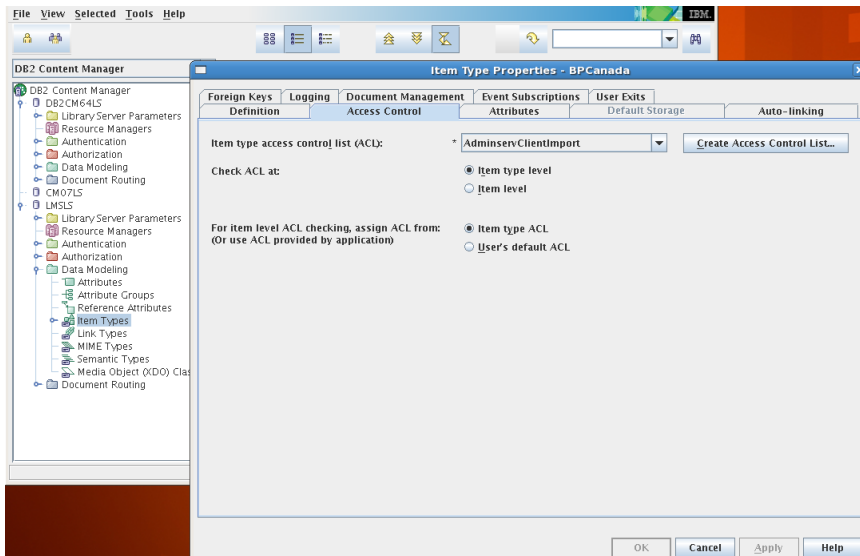 File View Selected Tools Help
IBM.
DB2 Content Manager
Item Type Properties - BPCanada
DB2 Content Manager
DB2CM64LS
Library Server Parameters
Resource Managers
Authentication
Authorization
Data Modeling
Document Routing
CM07LS
LMSLS
Library Server Parameters
Resource Managers
Authentication
Authorization
Data Modeling
Attributes
Attribute Groups
Reference Attributes
Item Types
Link Types
MIME Types
Semantic Types
Media Object (XDO) Clas
Document Routing
Foreign Keys Logging Document Management Event Subscriptions User Exits
Definition Access Control Attributes Default Storage Auto-linking
Item type access control list (ACL): * AdminservClientImport Create Access Control List...
Check ACL at: Item type level
Item level
For item level ACL checking, assign ACL from: Item type ACL
(Or use ACL provided by application) User's default ACL
OK Cancel Apply Help